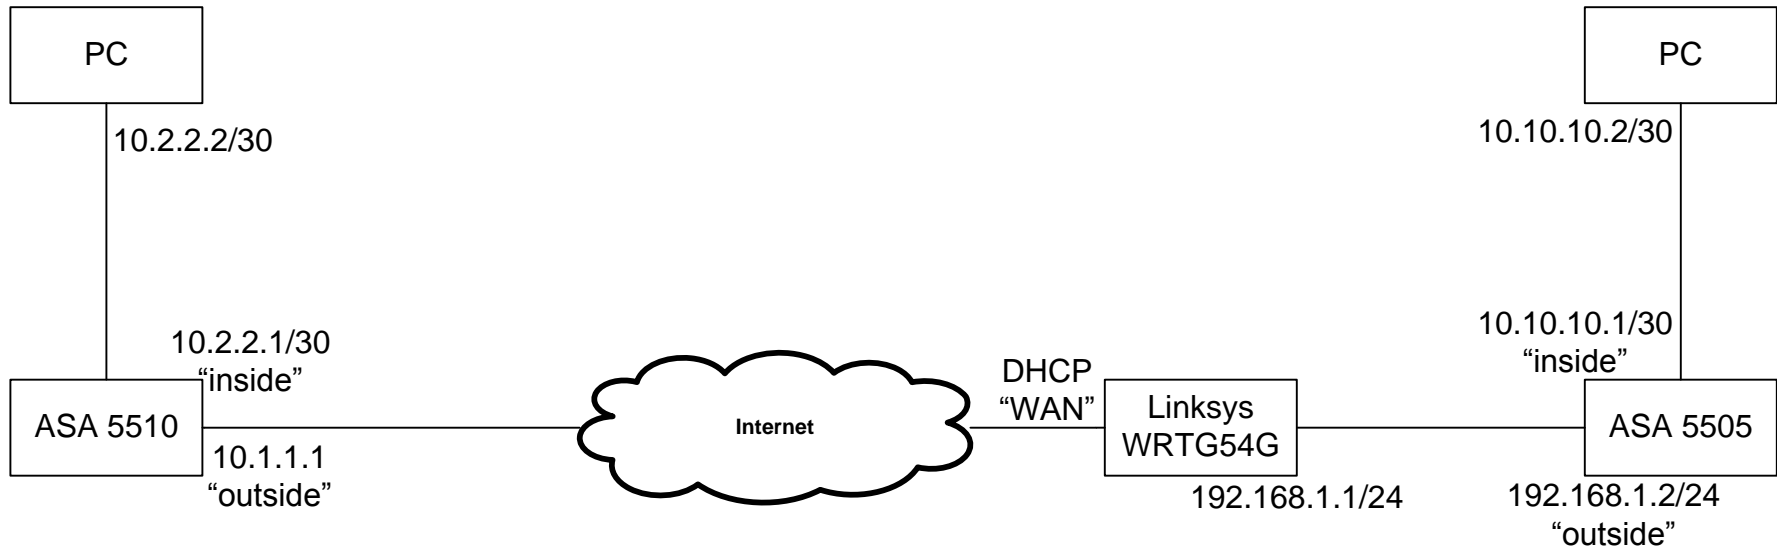 PC
PC
10.2.2.2/30
10.10.10.2/30
10.2.2.1/30
“inside”
10.10.10.1/30
“inside”
DHCP
“WAN”
ASA 5510
Internet
Linksys
WRTG54G
ASA 5505
10.1.1.1
“outside”
192.168.1.1/24
192.168.1.2/24
“outside”